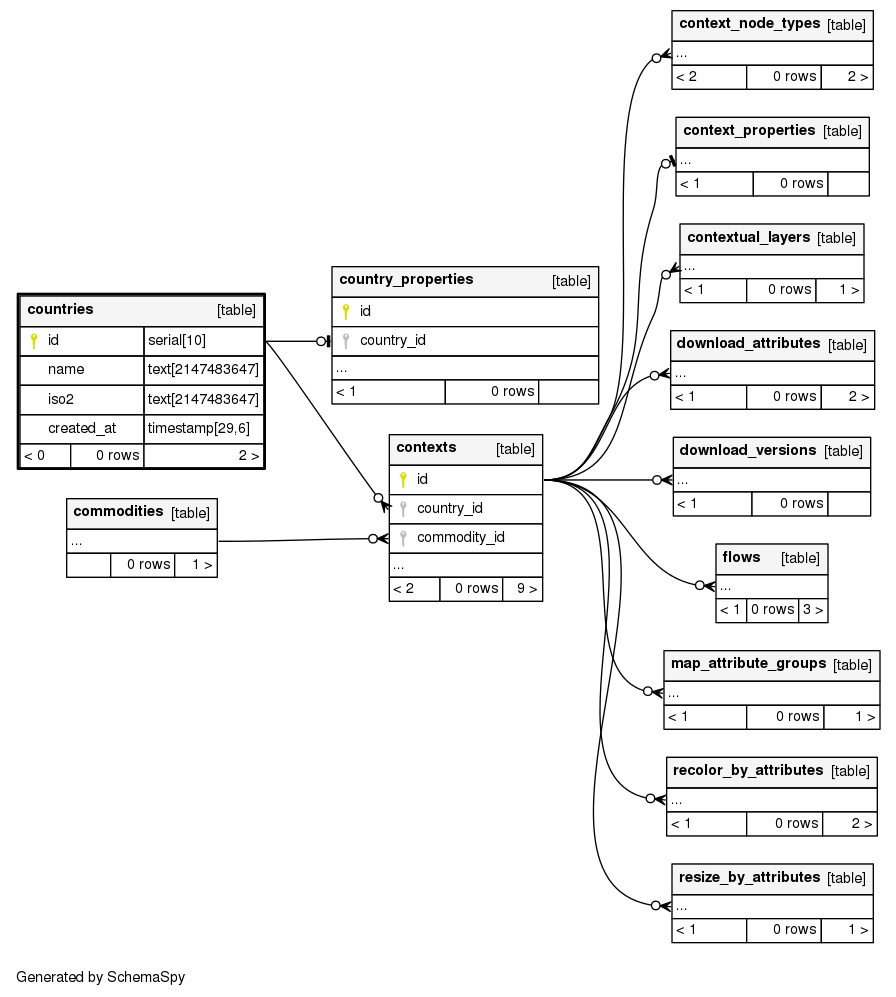 countries [table]
id serial[10]
name text[2147483647]
iso2 text[2147483647]
created_at timestamp[29,6]
< 0 0 rows 2 >
commodities [table]
...
0 rows 1 >
country_properties [table]
id
country_id
...
< 1 0 rows
contexts [table]
id
country_id
commodity_id
...
< 2 0 rows 9 >
context_node_types [table]
...
< 2 0 rows 2 >
context_properties [table]
...
< 1 0 rows
contextual_layers [table]
...
< 1 0 rows 1 >
download_attributes [table]
...
< 1 0 rows 2 >
download_versions [table]
...
< 1 0 rows
flows [table]
...
< 1 0 rows 3 >
map_attribute_groups [table]
...
< 1 0 rows 1 >
recolor_by_attributes [table]
...
< 1 0 rows 2 >
resize_by_attributes [table]
...
< 1 0 rows 1 >
Generated by SchemaSpy